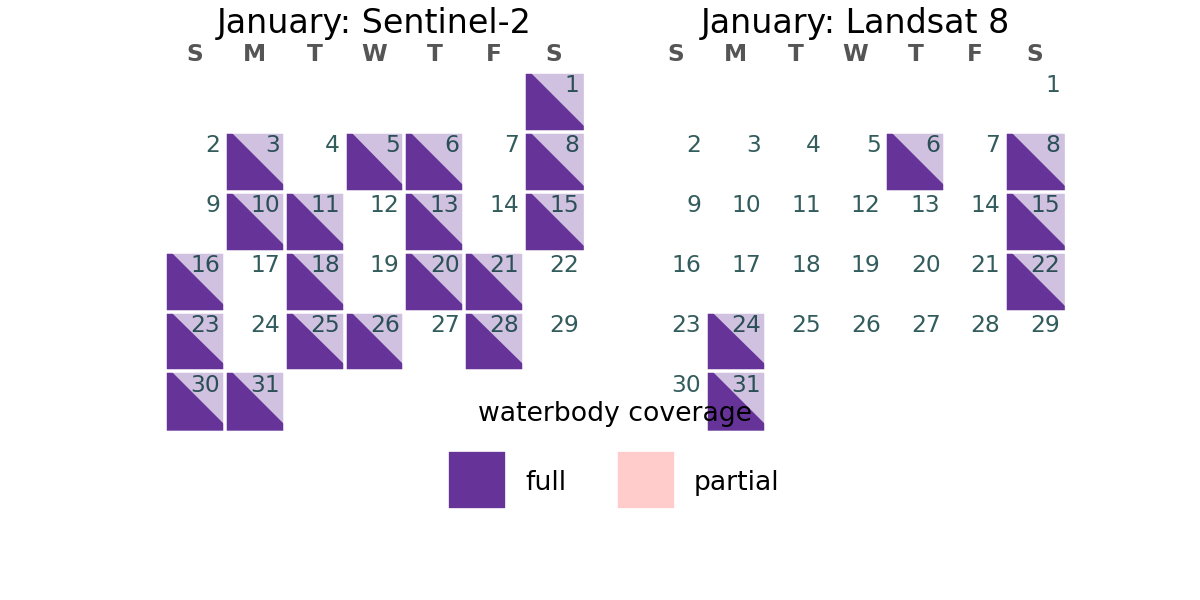 January: Sentinel-2
S M T W T F S
1
2 3 4 5 6 7 8
9 10 11 12 13 14 15
16 17 18 19 20 21 22
23 24 25 26 27 28 29
30 31
January: Landsat 8
S M T W T F S
1
2 3 4 5 6 7 8
9 10 11 12 13 14 15
16 17 18 19 20 21 22
23 24 25 26 27 28 29
30 31
waterbody coverage
full partial